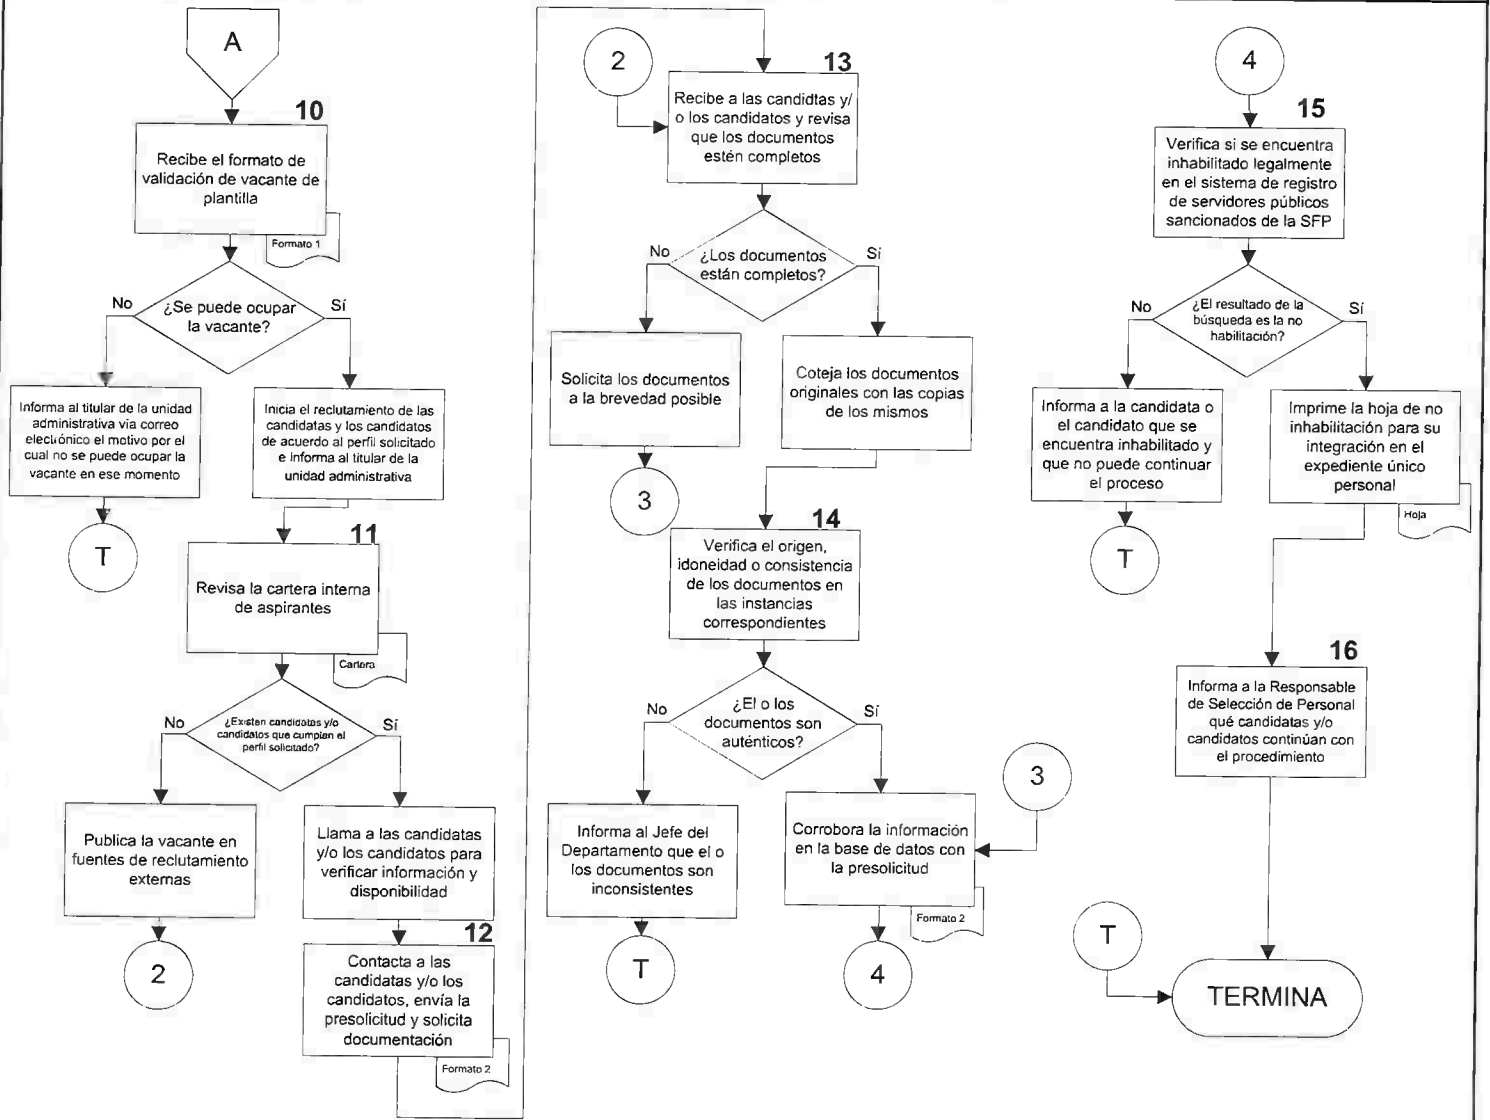 A
10
Recibe el formato de
validación de vacante de
plantilla
Formato 1
¿Se puede ocupar
la vacante?
No
Sí
Informa al titular de la unidad
administrativa vía correo
electrónico el motivo por el
cual no se puede ocupar la
vacante en ese momento
T
Inicia el reclutamiento de las
candidatas y los candidatos
de acuerdo al perfil solicitado
e informa al titular de la
unidad administrativa
11
Revisa la cartera interna
de aspirantes
Cartera
¿Existen candidatas y/o
candidatos que cumplan el
perfil solicitado?
No
Sí
Publica la vacante en
fuentes de reclutamiento
externas
2
Llama a las candidatas
y/o los candidatos para
verificar información y
disponibilidad
12
Contacta a las
candidatas y/o los
candidatos, envía la
presolicitud y solicita
documentación
Formato 2
2
13
Recibe a las candidtas y/
o los candidatos y revisa
que los documentos
estén completos
¿Los documentos
están completos?
No
Sí
Solicita los documentos
a la brevedad posible
3
Coteja los documentos
originales con las copias
de los mismos
14
Verifica el origen,
idoneidad o consistencia
de los documentos en
las instancias
correspondientes
¿El o los
documentos son
auténticos?
No
Sí
Informa al Jefe del
Departamento que el o
los documentos son
inconsistentes
T
3
Corrobora la información
en la base de datos con
la presolicitud
Formato 2
4
4
15
Verifica si se encuentra
inhabilitado legalmente
en el sistema de registro
de servidores públicos
sancionados de la SFP
¿El resultado de la
búsqueda es la no
habilitación?
No
Sí
Informa a la candidata o
el candidato que se
encuentra inhabilitado y
que no puede continuar
el proceso
T
Imprime la hoja de no
inhabilitación para su
integración en el
expediente único
personal
Hoja
16
Informa a la Responsable
de Selección de Personal
qué candidatas y/o
candidatos continúan con
el procedimiento
T
TERMINA